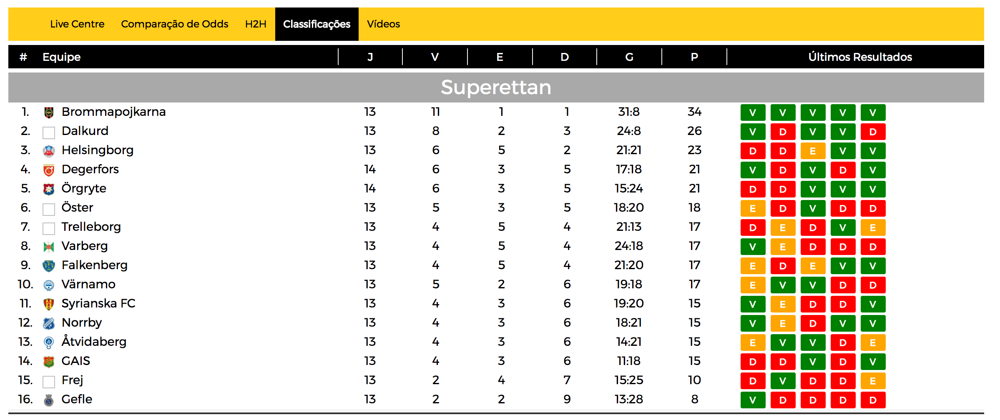 Live Centre Comparação de Odds H2H Classificações Vídeos
# Equipe J V E D G P Últimos Resultados
Superettan
1. Brommapojkarna 13 11 1 1 31:8 34 V V V V V
2. Dalkurd 13 8 2 3 24:8 26 V D V V D
3. Helsingborg 13 6 5 2 21:21 23 D D E V V
4. Degerfors 14 6 3 5 17:18 21 V D V D V
5. Örgryte 14 6 3 5 15:24 21 D D V V V
6. Öster 13 5 3 5 18:20 18 E D V D D
7. Trelleborg 13 4 5 4 21:13 17 D E D V E
8. Varberg 13 4 5 4 24:18 17 V E D D D
9. Falkenberg 13 4 5 4 21:20 17 E D E V V
10. Värnamo 13 5 2 6 19:18 17 E V V D D
11. Syrianska FC 13 4 3 6 19:20 15 V E D D V
12. Norrby 13 4 3 6 18:21 15 V E D V V
13. Åtvidaberg 13 4 3 6 14:21 15 E V V D E
14. GAIS 13 4 3 6 11:18 15 D D V D V
15. Frej 13 2 4 7 15:25 10 D V D D E
16. Gefle 13 2 2 9 13:28 8 V D D D D